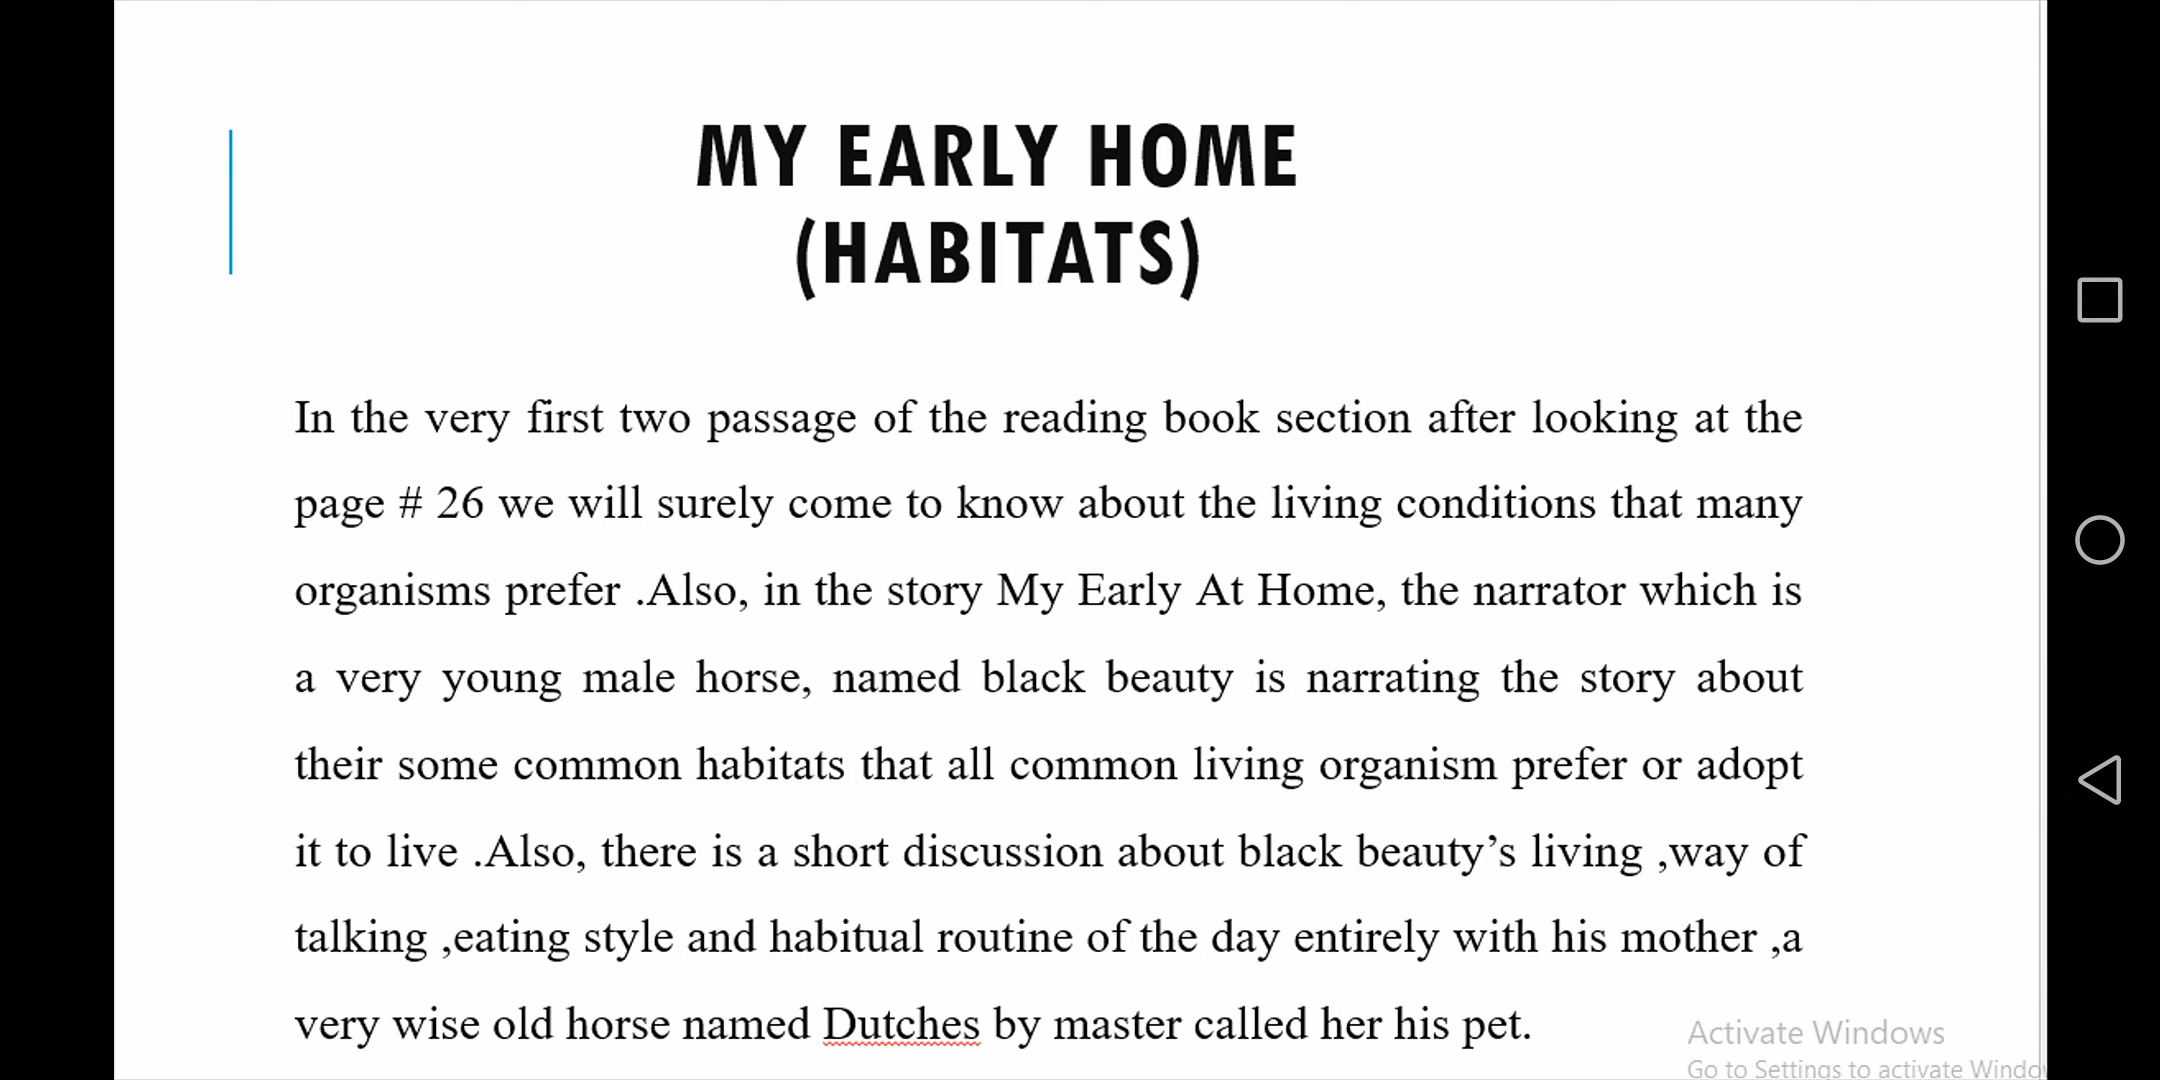 MY EARLY HOME
(HABITATS)
In the very first two passage of the reading book section after looking at the
page # 26 we will surely come to know about the living conditions that many
organisms prefer .Also, in the story My Early At Home, the narrator which is
a very young male horse, named black beauty is narrating the story about
their some common habitats that all common living organism prefer or adopt
it to live .Also, there is a short discussion about black beauty’s living ,way of
talking ,eating style and habitual routine of the day entirely with his mother ,a
very wise old horse named Dutches by master called her his pet.
Activate Windows
Go to Settings to activate Windo